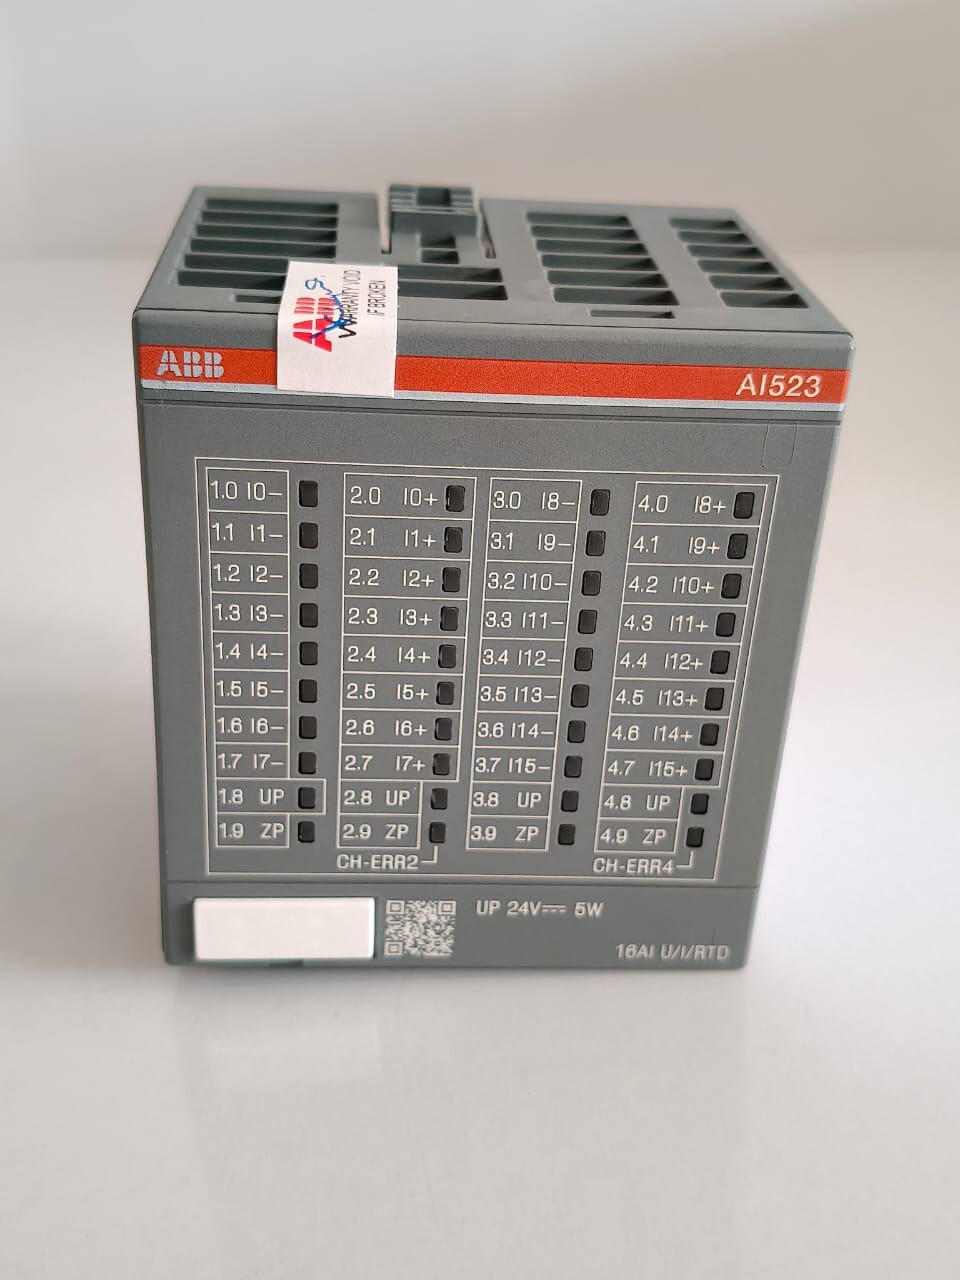 ABB
ABB
WARRANTY VOID
IF BROKEN
AI523
1.0 I0– 2.0 I0+ 3.0 I8– 4.0 I8+
1.1 I1– 2.1 I1+ 3.1 I9– 4.1 I9+
1.2 I2– 2.2 I2+ 3.2 I10– 4.2 I10+
1.3 I3– 2.3 I3+ 3.3 I11– 4.3 I11+
1.4 I4– 2.4 I4+ 3.4 I12– 4.4 I12+
1.5 I5– 2.5 I5+ 3.5 I13– 4.5 I13+
1.6 I6– 2.6 I6+ 3.6 I14– 4.6 I14+
1.7 I7– 2.7 I7+ 3.7 I15– 4.7 I15+
1.8 UP 2.8 UP 3.8 UP 4.8 UP
1.9 ZP 2.9 ZP 3.9 ZP 4.9 ZP
CH-ERR2 CH-ERR4
UP 24V⎓ 5W
16AI U/I/RTD